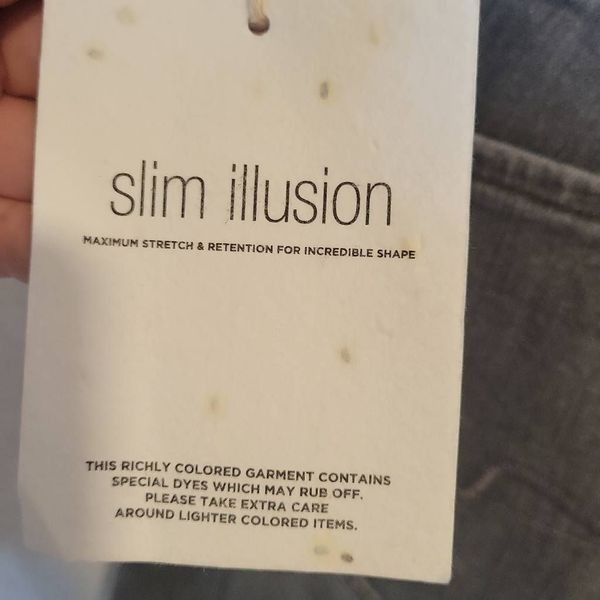 slim illusion
MAXIMUM STRETCH & RETENTION FOR INCREDIBLE SHAPE
THIS RICHLY COLORED GARMENT CONTAINS
SPECIAL DYES WHICH MAY RUB OFF.
PLEASE TAKE EXTRA CARE
AROUND LIGHTER COLORED ITEMS.